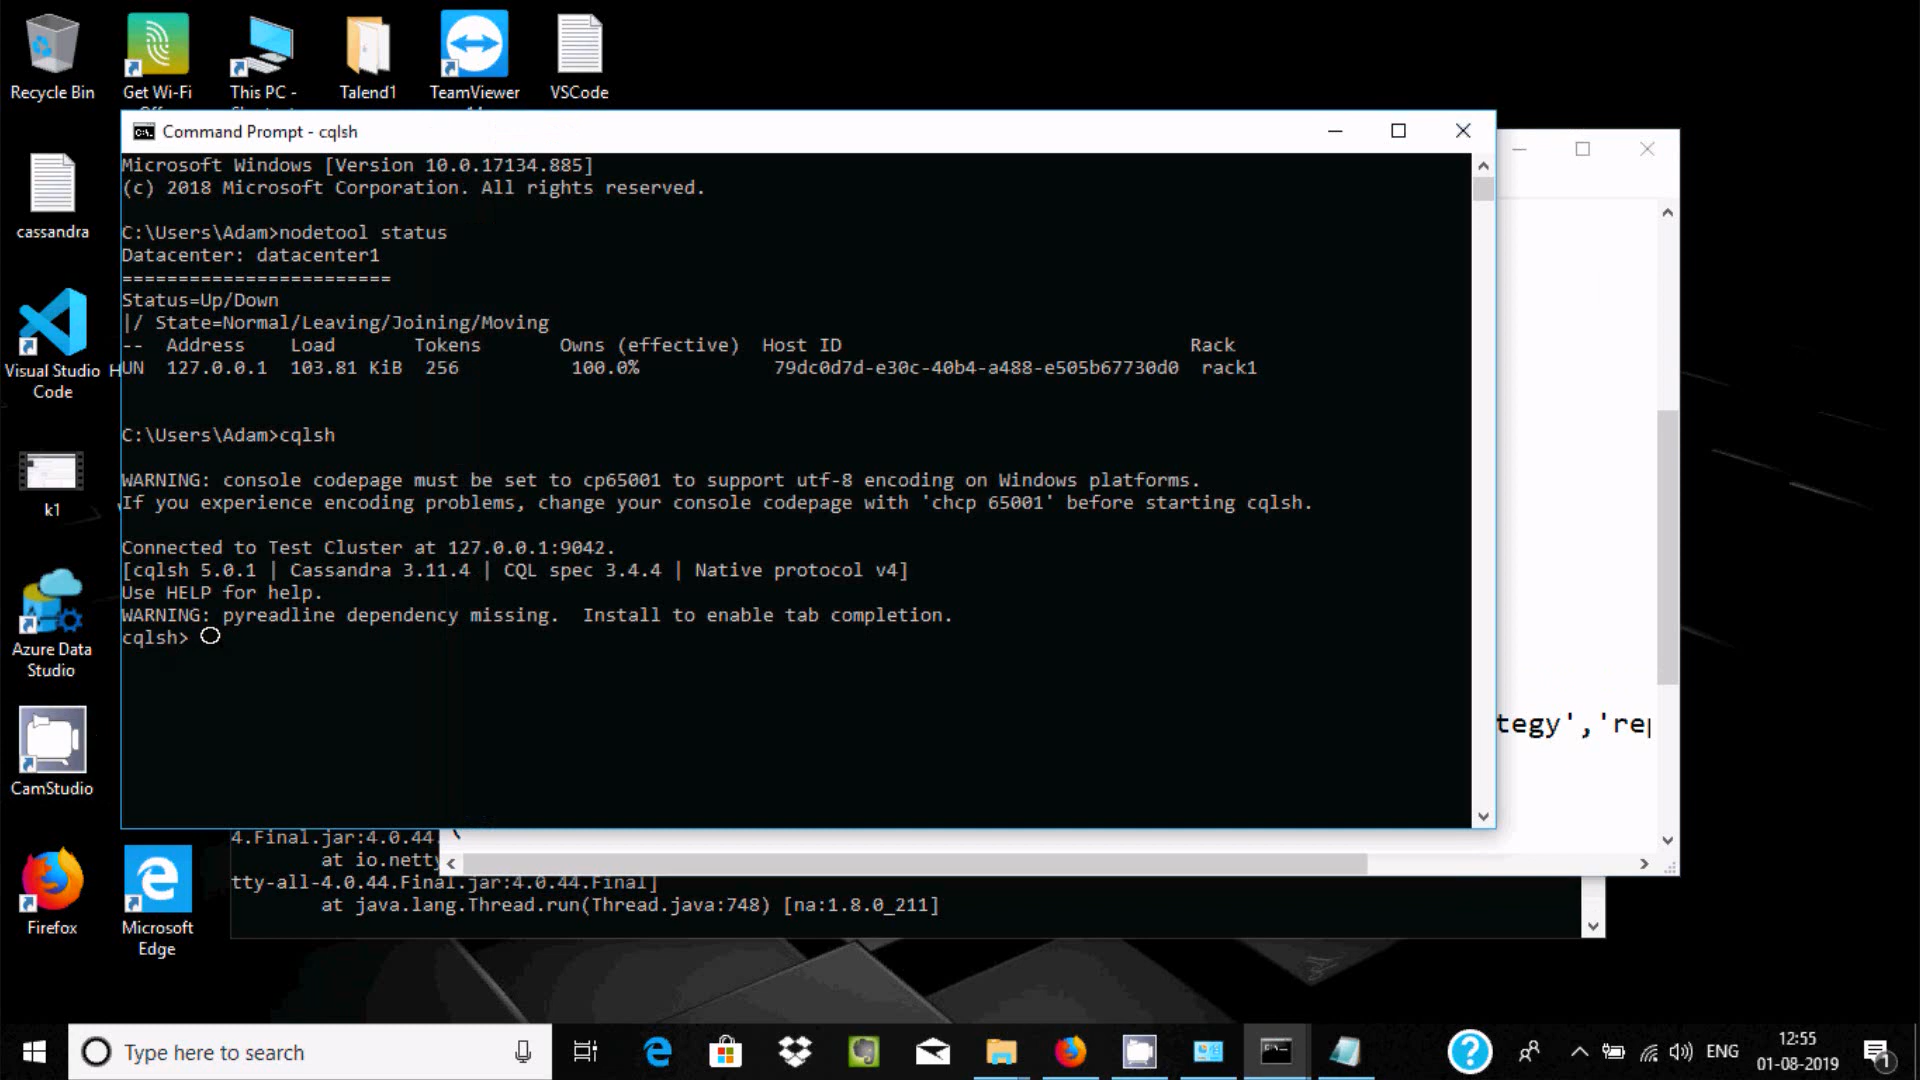 Recycle Bin
Get Wi-Fi
This PC -
Talend1
TeamViewer
VSCode
Command Prompt - cqlsh
Microsoft Windows [Version 10.0.17134.885]
(c) 2018 Microsoft Corporation. All rights reserved.
C:\Users\Adam>nodetool status
Datacenter: datacenter1
========================
Status=Up/Down
|/ State=Normal/Leaving/Joining/Moving
--  Address    Load       Tokens       Owns (effective)  Host ID                               Rack
UN  127.0.0.1  103.81 KiB  256          100.0%            79dc0d7d-e30c-40b4-a488-e505b67730d0  rack1
C:\Users\Adam>cqlsh
WARNING: console codepage must be set to cp65001 to support utf-8 encoding on Windows platforms.
If you experience encoding problems, change your console codepage with 'chcp 65001' before starting cqlsh.
Connected to Test Cluster at 127.0.0.1:9042.
[cqlsh 5.0.1 | Cassandra 3.11.4 | CQL spec 3.4.4 | Native protocol v4]
Use HELP for help.
WARNING: pyreadline dependency missing.  Install to enable tab completion.
cqlsh>
cassandra
Visual Studio
Code
k1
Azure Data
Studio
CamStudio
Firefox
Microsoft
Edge
tegy','rep
4.Final.jar:4.0.44.
at io.netty
tty-all-4.0.44.Final.jar:4.0.44.Final]
at java.lang.Thread.run(Thread.java:748) [na:1.8.0_211]
Type here to search
ENG
12:55
01-08-2019
1